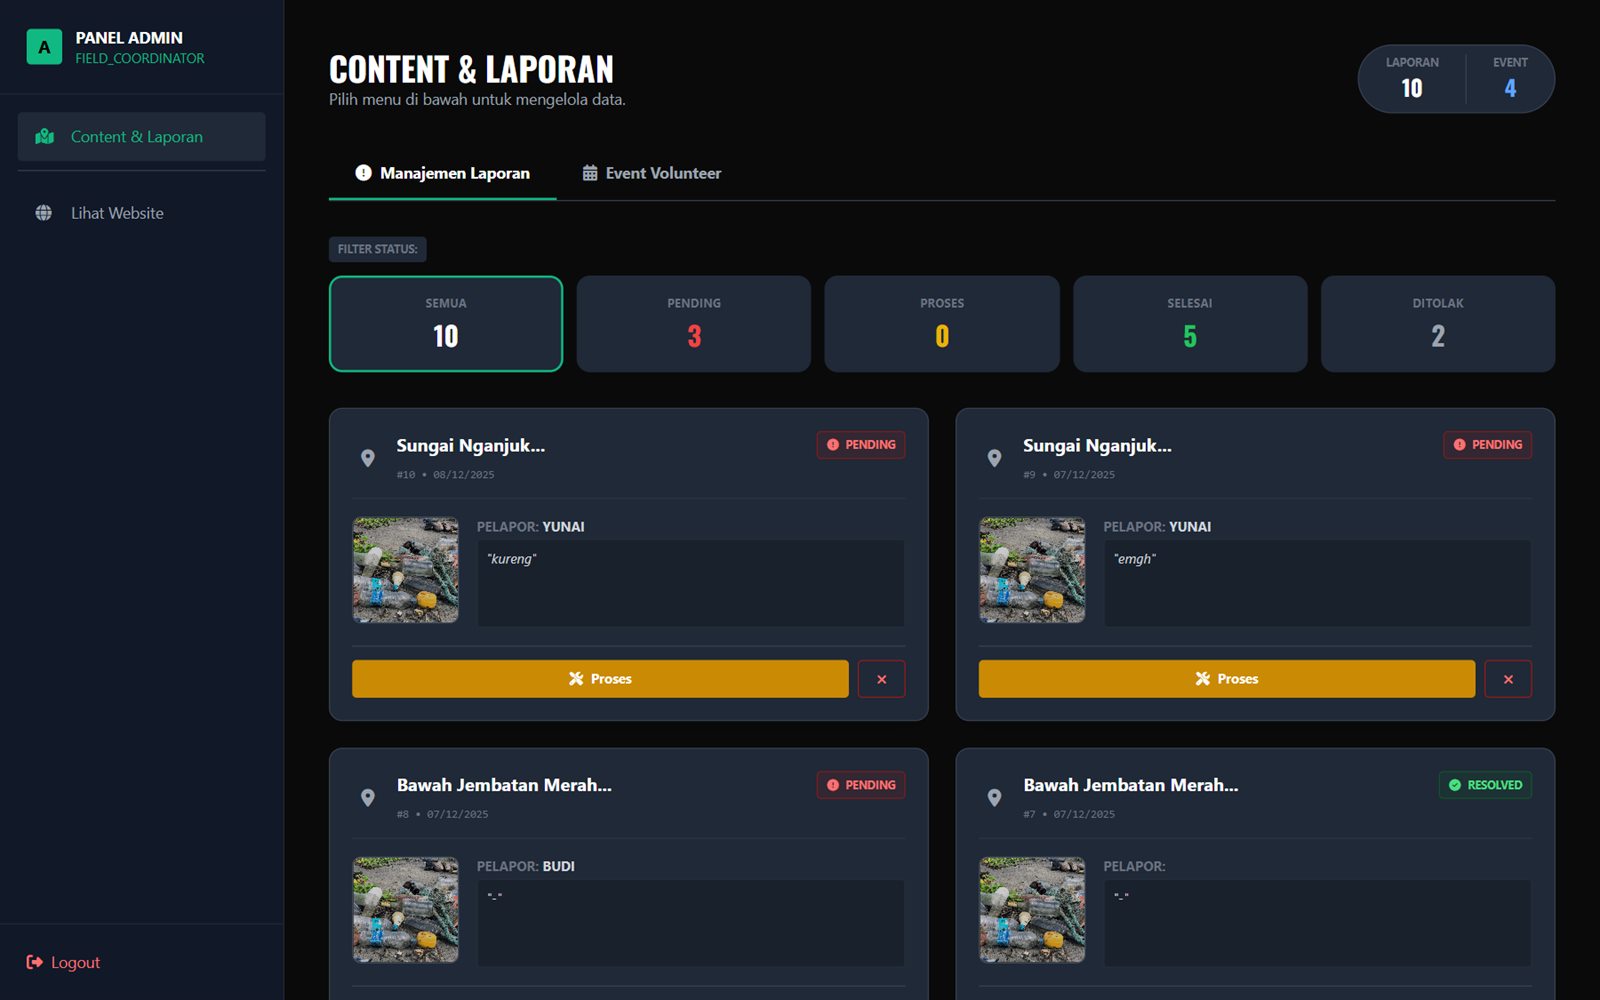 A
PANEL ADMIN
FIELD_COORDINATOR
Content & Laporan
Lihat Website
Logout
CONTENT & LAPORAN
Pilih menu di bawah untuk mengelola data.
LAPORAN
10
EVENT
4
Manajemen Laporan
Event Volunteer
FILTER STATUS:
SEMUA
10
PENDING
3
PROSES
0
SELESAI
5
DITOLAK
2
Sungai Nganjuk...
PENDING
#10 • 08/12/2025
PELAPOR: YUNAI
"kureng"
Proses
Sungai Nganjuk...
PENDING
#9 • 07/12/2025
PELAPOR: YUNAI
"emgh"
Proses
Bawah Jembatan Merah...
PENDING
#8 • 07/12/2025
PELAPOR: BUDI
"-"
Bawah Jembatan Merah...
RESOLVED
#7 • 07/12/2025
PELAPOR:
"-"